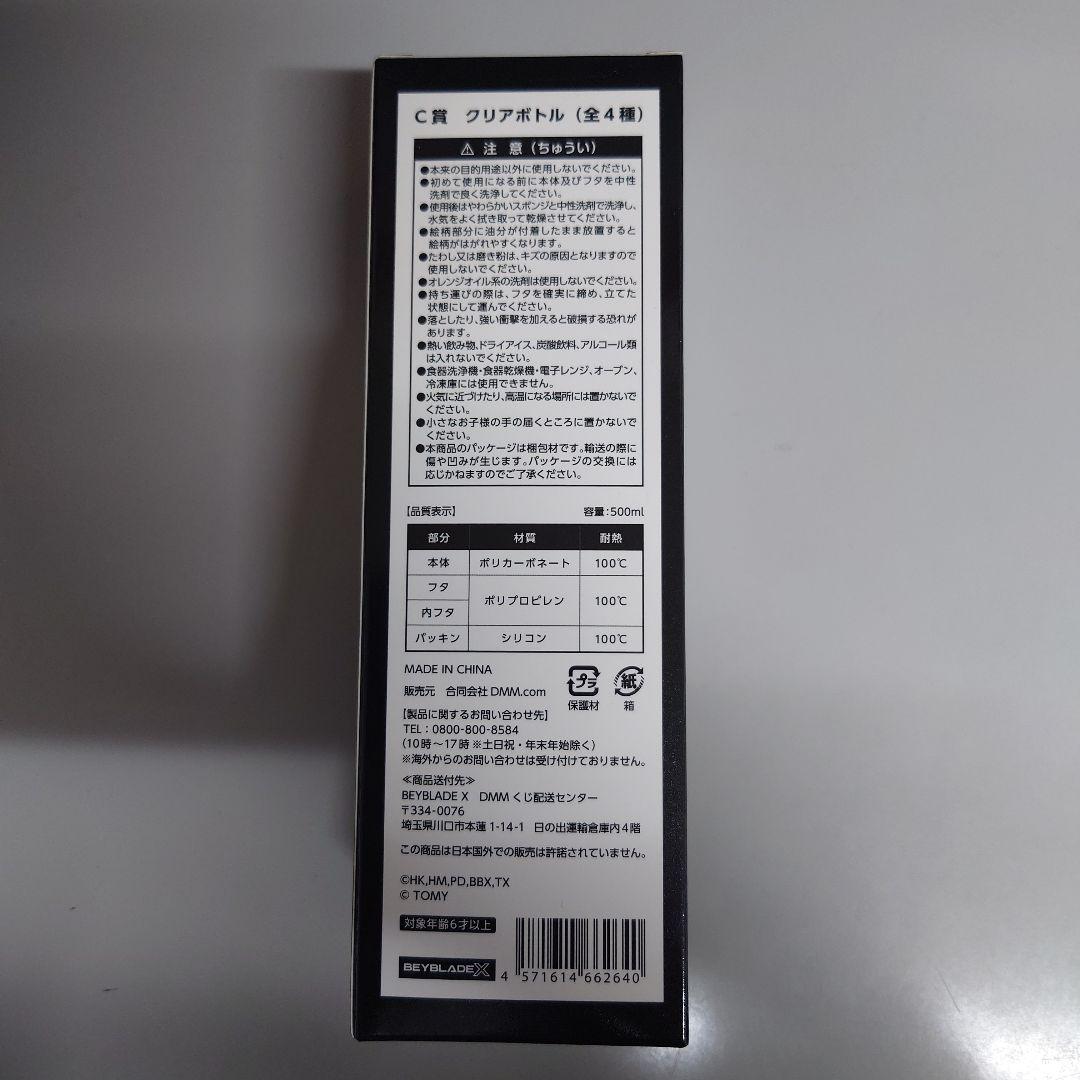 C賞 クリアボトル（全4種）
⚠ 注 意（ちゅうい）
●本来の目的用途以外に使用しないでください。
●初めて使用になる前に本体及びフタを中性
洗剤で良く洗浄してください。
●使用後はやわらかいスポンジと中性洗剤で洗浄し、
水気をよく拭き取って乾燥させてください。
●絵柄部分に油分が付着したまま放置すると
絵柄がはがれやすくなります。
●たわし又は磨き粉は、キズの原因となりますので
使用しないでください。
●オレンジオイル系の洗剤は使用しないでください。
●持ち運びの際は、フタを確実に締め、立てた
状態にして運んでください。
●落としたり、強い衝撃を加えると破損する恐れが
あります。
●熱い飲み物、ドライアイス、炭酸飲料、アルコール類
は入れないでください。
●食器洗浄機・食器乾燥機・電子レンジ、オーブン、
冷凍庫には使用できません。
●火気に近づけたり、高温になる場所には置かないで
ください。
●小さなお子様の手の届くところに置かないで
ください。
●本商品のパッケージは梱包材です。輸送の際に
傷や凹みが生じます。パッケージの交換には
応じかねますのでご了承ください。
【品質表示】 容量：500ml
部分 材質 耐熱
本体 ポリカーボネート 100℃
フタ
ポリプロピレン 100℃
内フタ
パッキン シリコン 100℃
MADE IN CHINA
販売元 合同会社DMM.com
プラ 紙
保護材 箱
【製品に関するお問い合わせ先】
TEL：0800-800-8584
（10時～17時 ※土日祝・年末年始除く）
※海外からのお問い合わせは受け付けておりません。
≪商品送付先≫
BEYBLADE X DMMくじ配送センター
〒334-0076
埼玉県川口市本蓮1-14-1 日の出運輸倉庫内4階
この商品は日本国外での販売は許諾されていません。
©HK,HM,PD,BBX,TX
© TOMY
対象年齢6才以上
BEYBLADE X
4 571614 662640